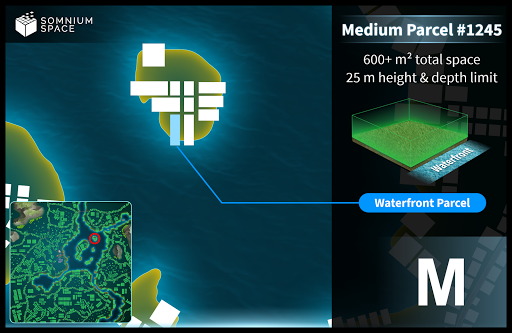 SOMNIUM
SPACE
Medium Parcel #1245
600+ m² total space
25 m height & depth limit
Waterfront
Waterfront Parcel
M